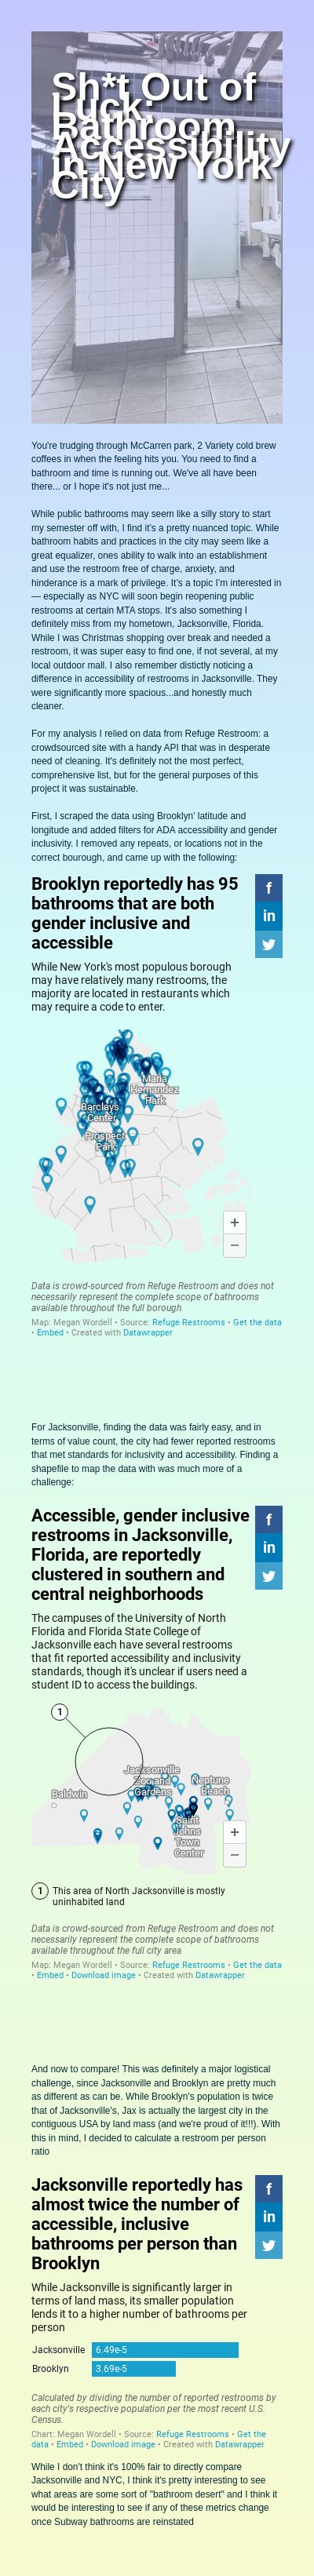 Sh*t Out of
Luck:
Bathroom
Accessibility
in New York
City
You're trudging through McCarren park, 2 Variety cold brew
coffees in when the feeling hits you. You need to find a
bathroom and time is running out. We've all have been
there... or I hope it's not just me...
While public bathrooms may seem like a silly story to start
my semester off with, I find it's a pretty nuanced topic. While
bathroom habits and practices in the city may seem like a
great equalizer, ones ability to walk into an establishment
and use the restroom free of charge, anxiety, and
hinderance is a mark of privilege. It's a topic I'm interested in
— especially as NYC will soon begin reopening public
restrooms at certain MTA stops. It's also something I
definitely miss from my hometown, Jacksonville, Florida.
While I was Christmas shopping over break and needed a
restroom, it was super easy to find one, if not several, at my
local outdoor mall. I also remember distictly noticing a
difference in accessibility of restrooms in Jacksonville. They
were significantly more spacious...and honestly much
cleaner.
For my analysis I relied on data from Refuge Restroom: a
crowdsourced site with a handy API that was in desperate
need of cleaning. It's definitely not the most perfect,
comprehensive list, but for the general purposes of this
project it was sustainable.
First, I scraped the data using Brooklyn' latitude and
longitude and added filters for ADA accessibility and gender
inclusivity. I removed any repeats, or locations not in the
correct bourough, and came up with the following:
Brooklyn reportedly has 95
bathrooms that are both
gender inclusive and
accessible
f
in
While New York's most populous borough
may have relatively many restrooms, the
majority are located in restaurants which
may require a code to enter.
Maria
Hernandez
Park
Barclays
Center
Prospect
Park
+
−
Data is crowd-sourced from Refuge Restroom and does not
necessarily represent the complete scope of bathrooms
available throughout the full borough
Map: Megan Wordell • Source: Refuge Restrooms • Get the data
• Embed • Created with Datawrapper
For Jacksonville, finding the data was fairly easy, and in
terms of value count, the city had fewer reported restrooms
that met standards for inclusivity and accessibility. Finding a
shapefile to map the data with was much more of a
challenge:
Accessible, gender inclusive
restrooms in Jacksonville,
Florida, are reportedly
clustered in southern and
central neighborhoods
f
in
The campuses of the University of North
Florida and Florida State College of
Jacksonville each have several restrooms
that fit reported accessibility and inclusivity
standards, though it's unclear if users need a
student ID to access the buildings.
1
Jacksonville
Zoo and
Gardens
Neptune
Beach
Baldwin
Saint
Johns
Town
Center
+
−
1 This area of North Jacksonville is mostly
uninhabited land
Data is crowd-sourced from Refuge Restroom and does not
necessarily represent the complete scope of bathrooms
available throughout the full city area
Map: Megan Wordell • Source: Refuge Restrooms • Get the data
• Embed • Download image • Created with Datawrapper
And now to compare! This was definitely a major logistical
challenge, since Jacksonville and Brooklyn are pretty much
as different as can be. While Brooklyn's population is twice
that of Jacksonville's, Jax is actually the largest city in the
contiguous USA by land mass (and we're proud of it!!!). With
this in mind, I decided to calculate a restroom per person
ratio
Jacksonville reportedly has
almost twice the number of
accessible, inclusive
bathrooms per person than
Brooklyn
f
in
While Jacksonville is significantly larger in
terms of land mass, its smaller population
lends it to a higher number of bathrooms per
person
Jacksonville 6.49e-5
Brooklyn 3.69e-5
Calculated by dividing the number of reported restrooms by
each city's respective population per the most recent U.S.
Census.
Chart: Megan Wordell • Source: Refuge Restrooms • Get the
data • Embed • Download image • Created with Datawrapper
While I don't think it's 100% fair to directly compare
Jacksonville and NYC, I think it's pretty interesting to see
what areas are some sort of "bathroom desert" and I think it
would be interesting to see if any of these metrics change
once Subway bathrooms are reinstated